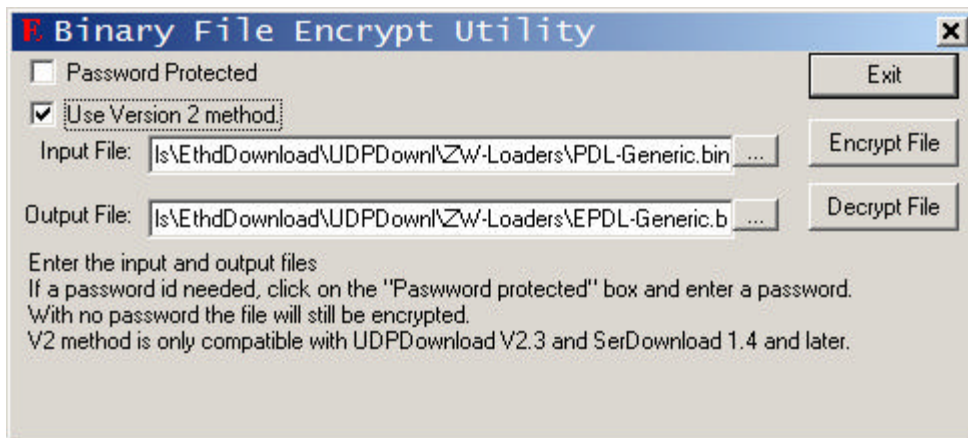 E Binary File Encrypt Utility
Password Protected
Exit
Use Version 2 method.
Input File: ls\EthdDownload\UDPDownl\ZW-Loaders\PDL-Generic.bin ...
Encrypt File
Output File: ls\EthdDownload\UDPDownl\ZW-Loaders\EPDL-Generic.b ...
Decrypt File
Enter the input and output files
If a password id needed, click on the "Paswword protected" box and enter a password.
With no password the file will still be encrypted.
V2 method is only compatible with UDPDownload V2.3 and SerDownload 1.4 and later.